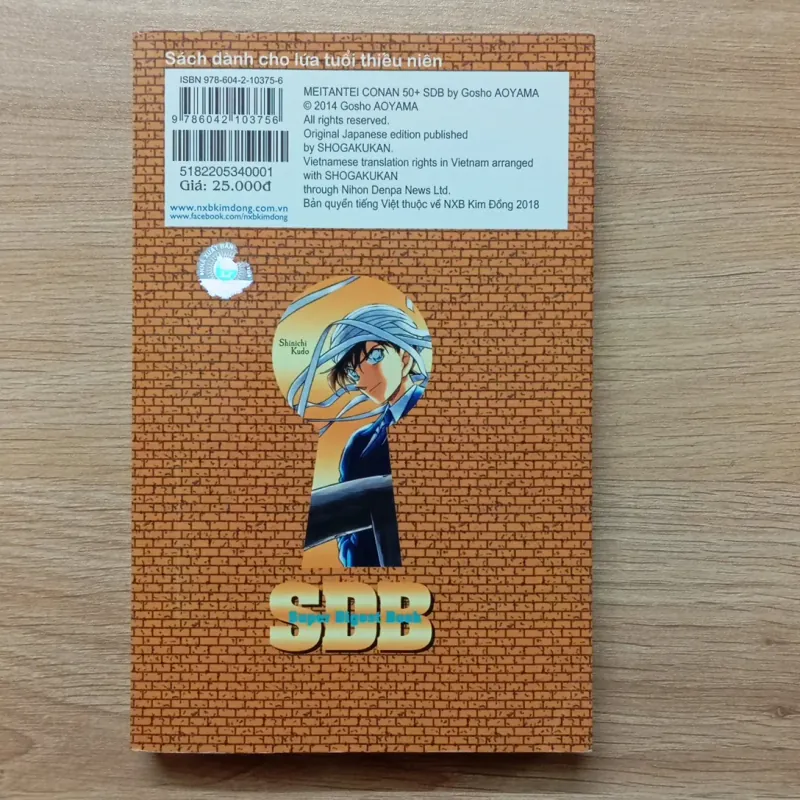 Sách dành cho lứa tuổi thiếu niên
ISBN 978-604-2-10375-6
9 786042 103756
5182205340001
Giá: 25.000đ
www.nxbkimdong.com.vn
www.facebook.com/nxbkimdong
MEITANTEI CONAN 50+ SDB by Gosho AOYAMA
© 2014 Gosho AOYAMA
All rights reserved.
Original Japanese edition published
by SHOGAKUKAN.
Vietnamese translation rights in Vietnam arranged
with SHOGAKUKAN
through Nihon Denpa News Ltd.
Bản quyền tiếng Việt thuộc về NXB Kim Đồng 2018
Shinichi
Kudo
SDB
Super Digest Book